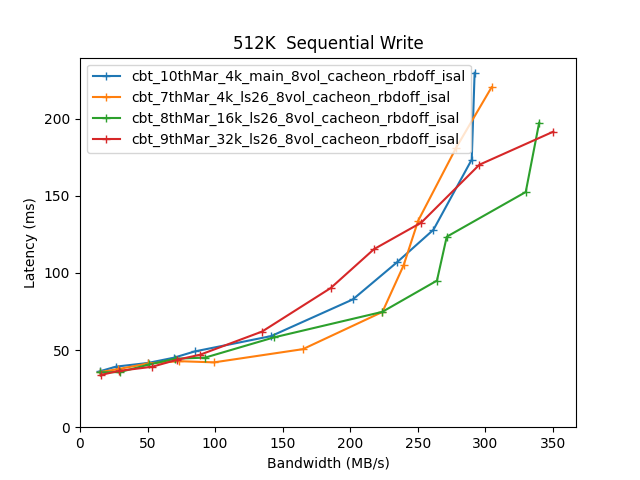 512K  Sequential Write
cbt_10thMar_4k_main_8vol_cacheon_rbdoff_isal
cbt_7thMar_4k_ls26_8vol_cacheon_rbdoff_isal
cbt_8thMar_16k_ls26_8vol_cacheon_rbdoff_isal
cbt_9thMar_32k_ls26_8vol_cacheon_rbdoff_isal
Latency (ms)
200
150
100
50
0
0 50 100 150 200 250 300 350
Bandwidth (MB/s)